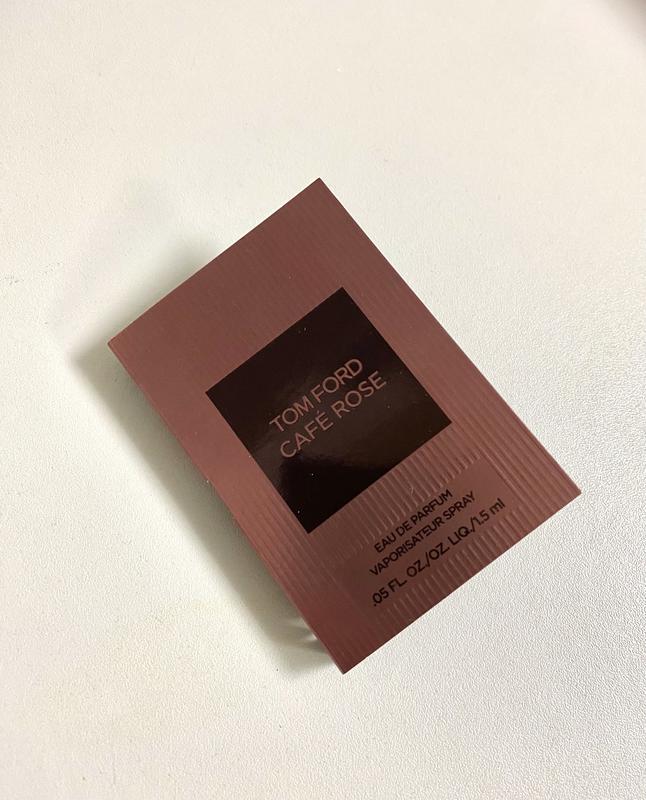 TOM FORD
CAFÉ ROSE
EAU DE PARFUM
VAPORISATEUR SPRAY
.05 FL. OZ./OZ. LIQ./1.5 ml